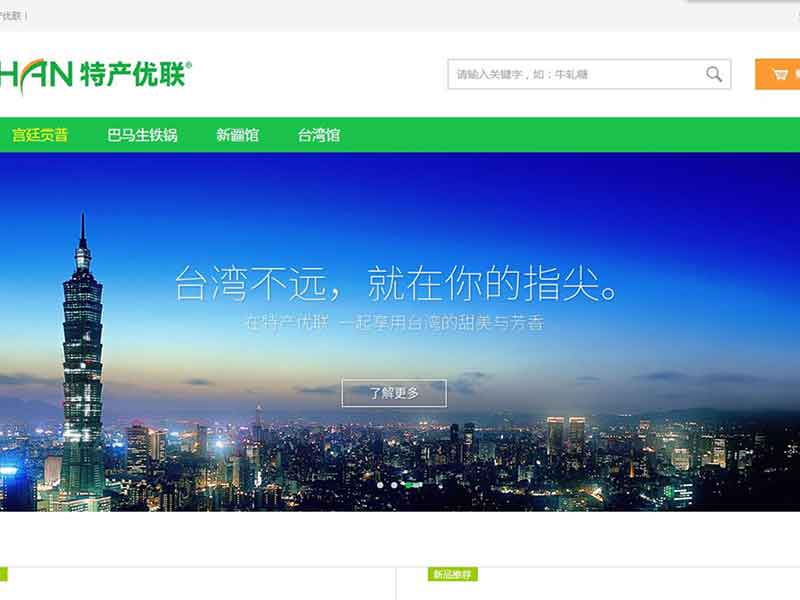 优联 |
HAN 特产优联®
请输入关键字，如：牛轧糖
宫廷贡普 巴马生铁锅 新疆馆 台湾馆
台湾不远，就在你的指尖。
在特产优联 一起享用台湾的甜美与芳香
了解更多
新品推荐